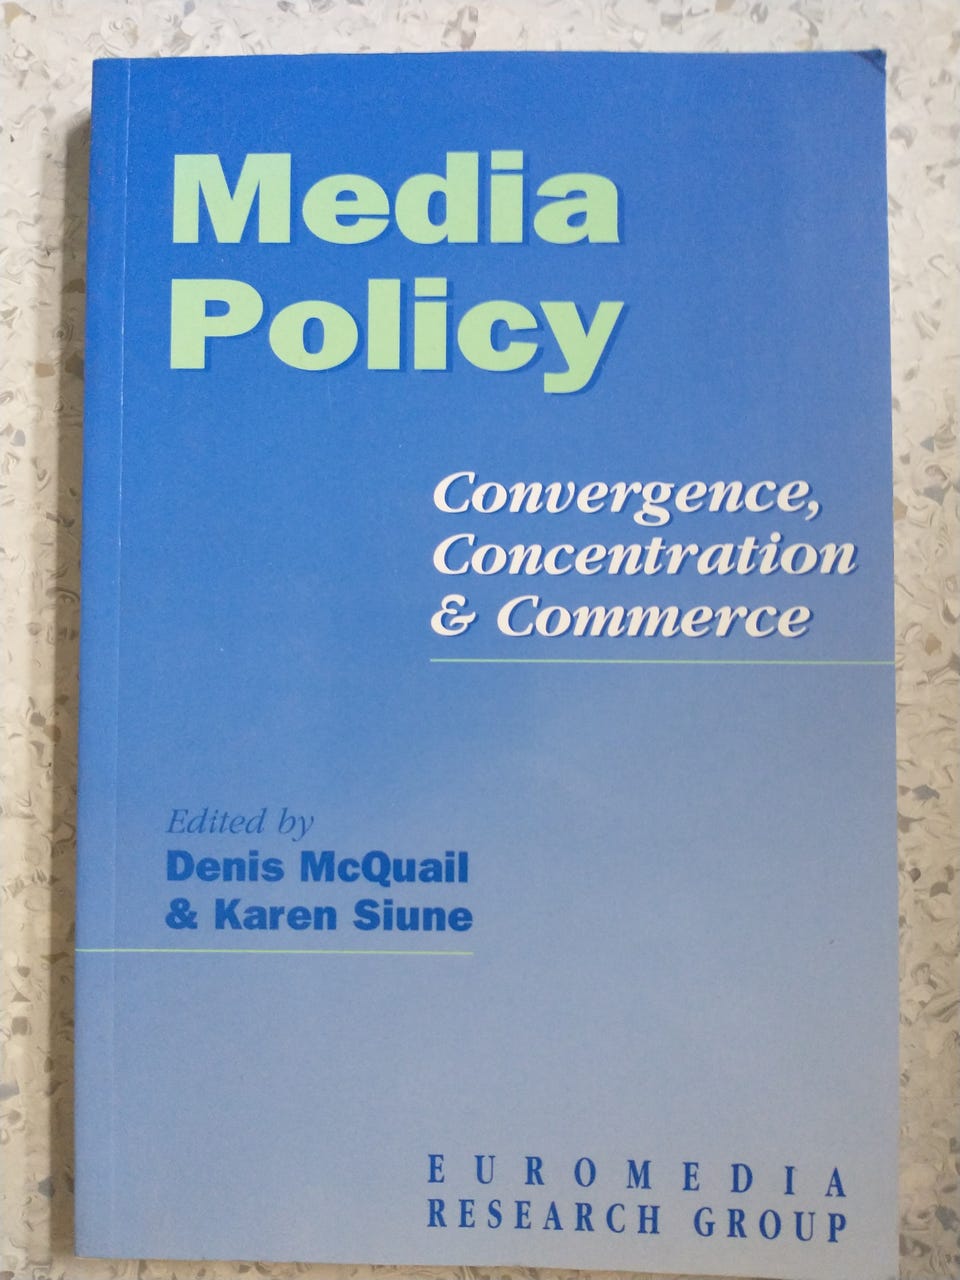 Media
Policy
Convergence,
Concentration
& Commerce
Edited by
Denis McQuail
& Karen Siune
EUROMEDIA
RESEARCH GROUP